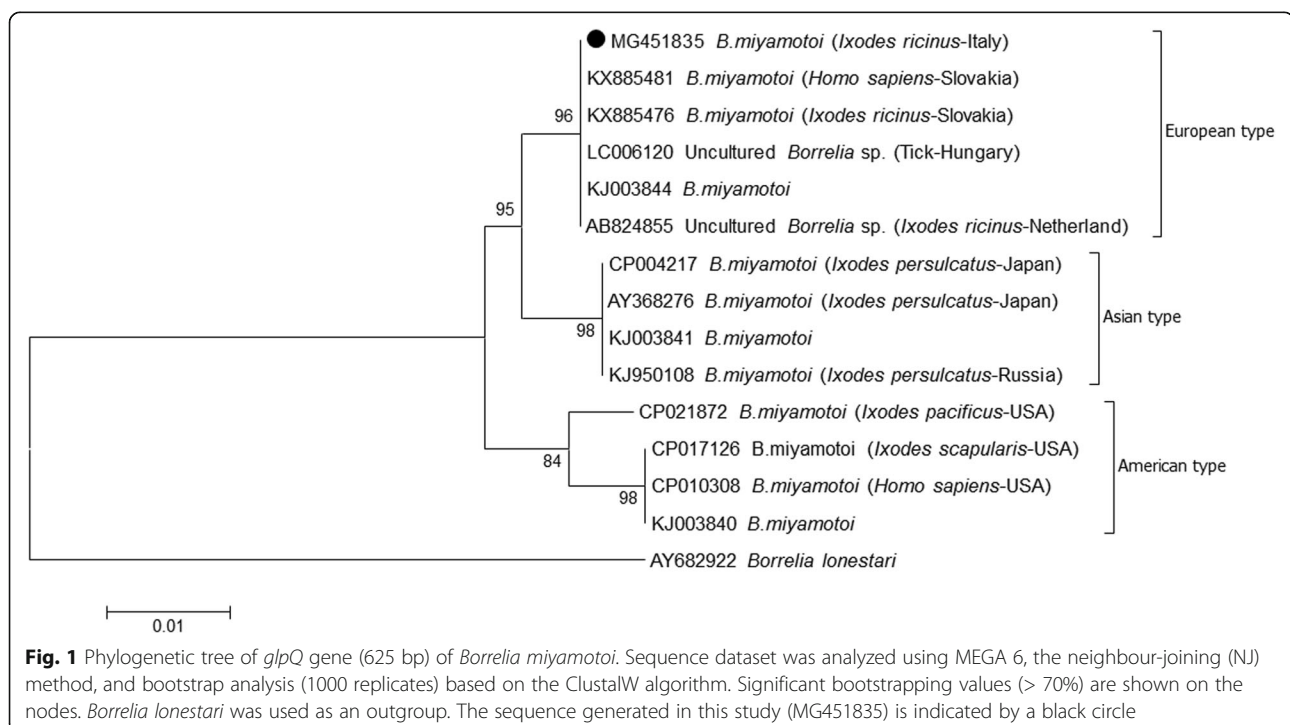 MG451835 B.miyamotoi (Ixodes ricinus-Italy)
KX885481 B.miyamotoi (Homo sapiens-Slovakia)
96
KX885476 B.miyamotoi (Ixodes ricinus-Slovakia)
European type
LC006120 Uncultured Borrelia sp. (Tick-Hungary)
KJ003844 B.miyamotoi
95
AB824855 Uncultured Borrelia sp. (Ixodes ricinus-Netherland)
CP004217 B.miyamotoi (Ixodes persulcatus-Japan)
AY368276 B.miyamotoi (Ixodes persulcatus-Japan)
Asian type
98
KJ003841 B.miyamotoi
KJ950108 B.miyamotoi (Ixodes persulcatus-Russia)
CP021872 B.miyamotoi (Ixodes pacificus-USA)
84
CP017126 B.miyamotoi (Ixodes scapularis-USA)
American type
98
CP010308 B.miyamotoi (Homo sapiens-USA)
KJ003840 B.miyamotoi
AY682922 Borrelia lonestari
0.01
Fig. 1 Phylogenetic tree of glpQ gene (625 bp) of Borrelia miyamotoi. Sequence dataset was analyzed using MEGA 6, the neighbour-joining (NJ)
method, and bootstrap analysis (1000 replicates) based on the ClustalW algorithm. Significant bootstrapping values (> 70%) are shown on the
nodes. Borrelia lonestari was used as an outgroup. The sequence generated in this study (MG451835) is indicated by a black circle